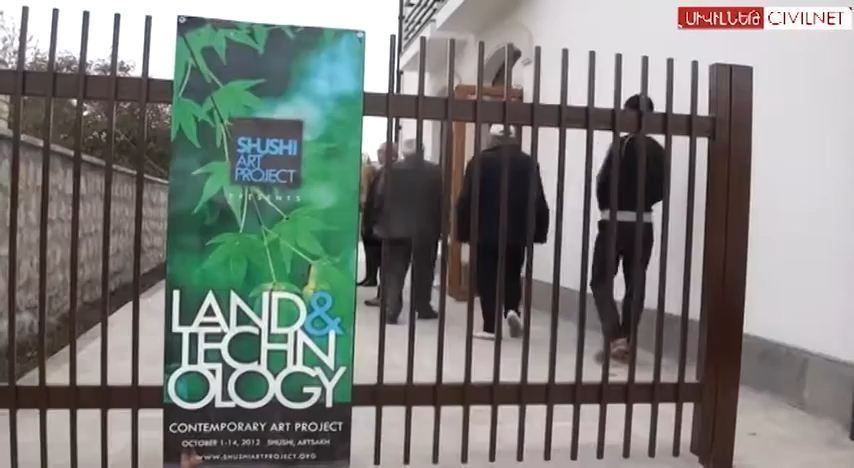 ՍԻՎԻԼՆԵԹ CIVILNET
SHUSHI
ART
PROJECT
PRESENTS
LAND&
TECHN
OLOGY
CONTEMPORARY ART PROJECT
OCTOBER 1-14, 2012 SHUSHI, ARTSAKH
WWW.SHUSHIARTPROJECT.ORG